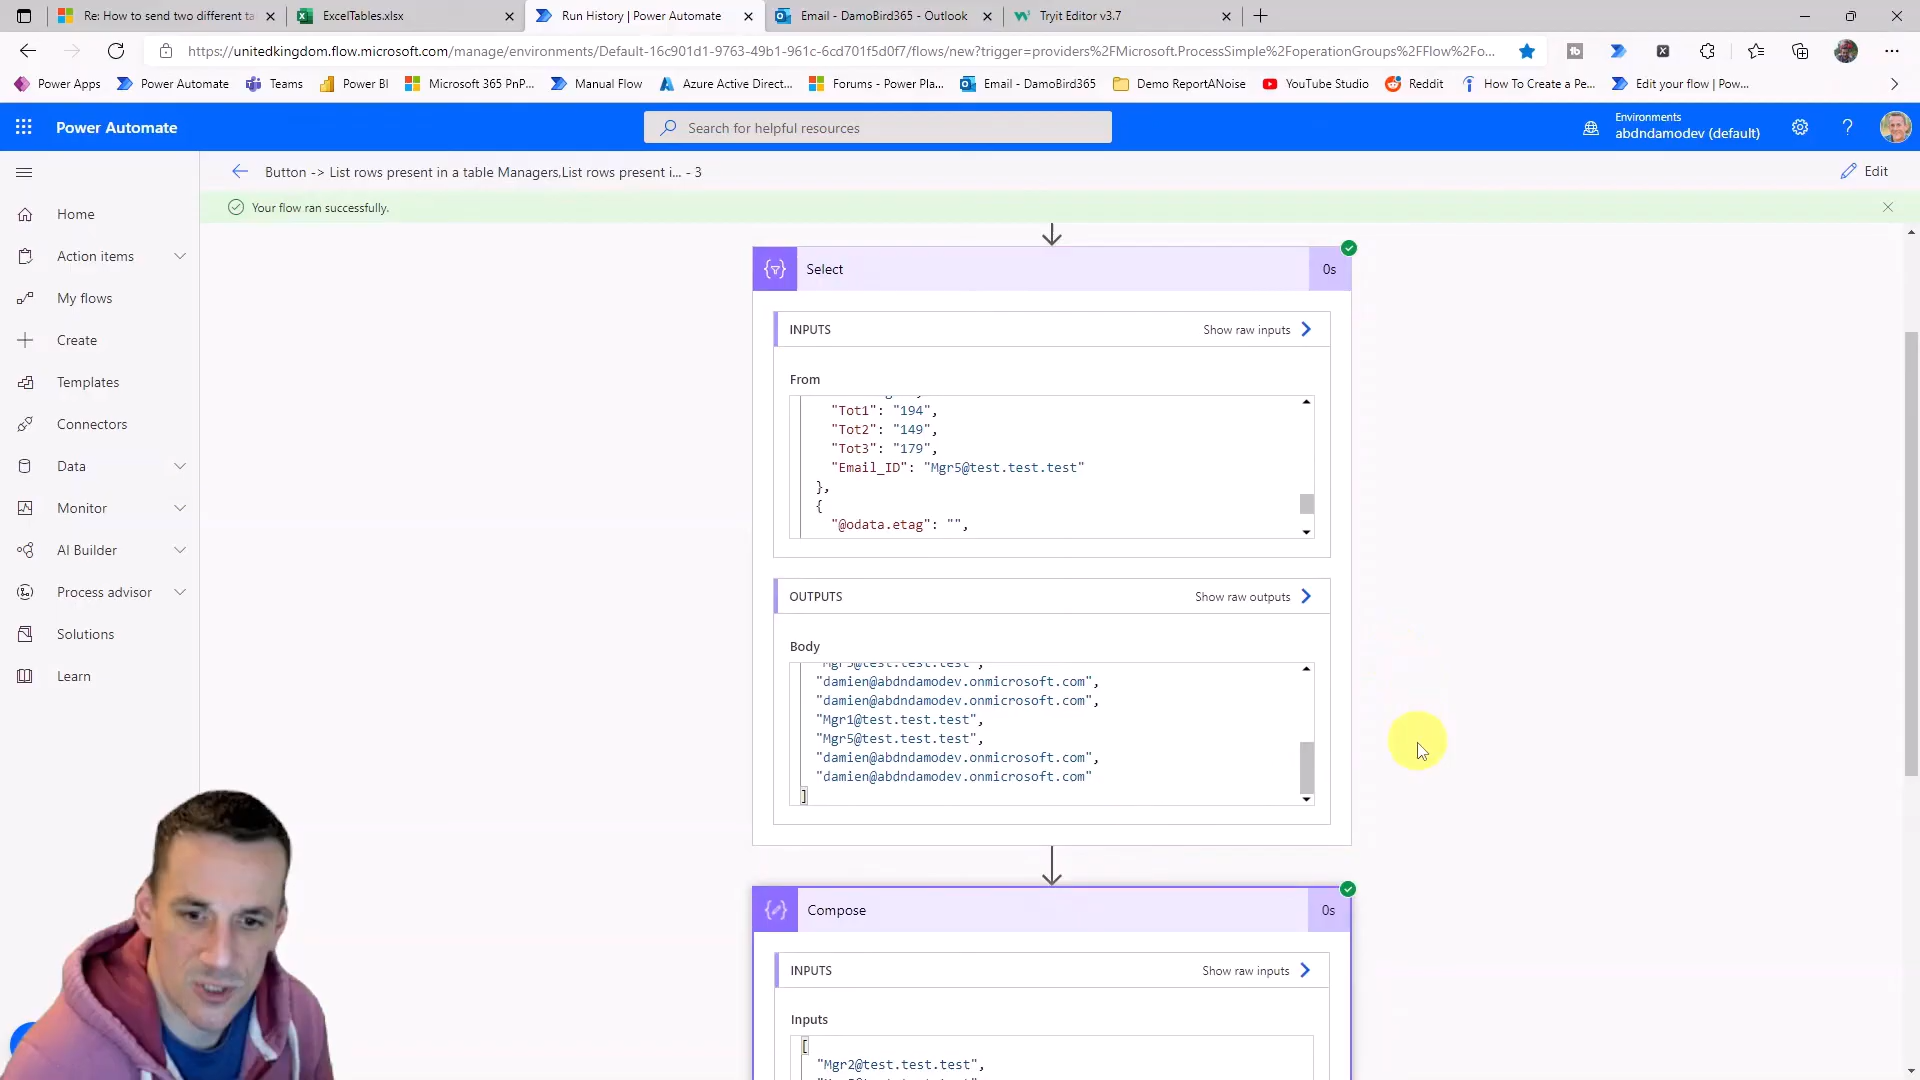 Re: How to send two different ta
ExcelTables.xlsx
Run History | Power Automate
Email - DamoBird365 - Outlook
Tryit Editor v3.7
https://unitedkingdom.flow.microsoft.com/manage/environments/Default-16c901d1-9763-49b1-961c-6cd701f5d0f7/flows/new?trigger=providers%2FMicrosoft.ProcessSimple%2FoperationGroups%2FFlow%2Fo...
Power Apps
Power Automate
Teams
Power BI
Microsoft 365 PnP...
Manual Flow
Azure Active Direct...
Forums - Power Pla...
Email - DamoBird365
Demo ReportANoise
YouTube Studio
Reddit
How To Create a Pe...
Edit your flow | Pow...
Power Automate
Search for helpful resources
Environments
abdndamodev (default)
Button -> List rows present in a table Managers,List rows present i... - 3
Edit
Your flow ran successfully.
Home
Action items
My flows
Create
Templates
Connectors
Data
Monitor
AI Builder
Process advisor
Solutions
Learn
Select
0s
INPUTS
Show raw inputs
From
"Tot1": "194",
"Tot2": "149",
"Tot3": "179",
"Email_ID": "Mgr5@test.test.test"
},
{
"@odata.etag": "",
OUTPUTS
Show raw outputs
Body
"damien@abdndamodev.onmicrosoft.com",
"damien@abdndamodev.onmicrosoft.com",
"Mgr1@test.test.test",
"Mgr5@test.test.test",
"damien@abdndamodev.onmicrosoft.com",
"damien@abdndamodev.onmicrosoft.com"
]
Compose
0s
INPUTS
Show raw inputs
Inputs
[
"Mgr2@test.test.test",